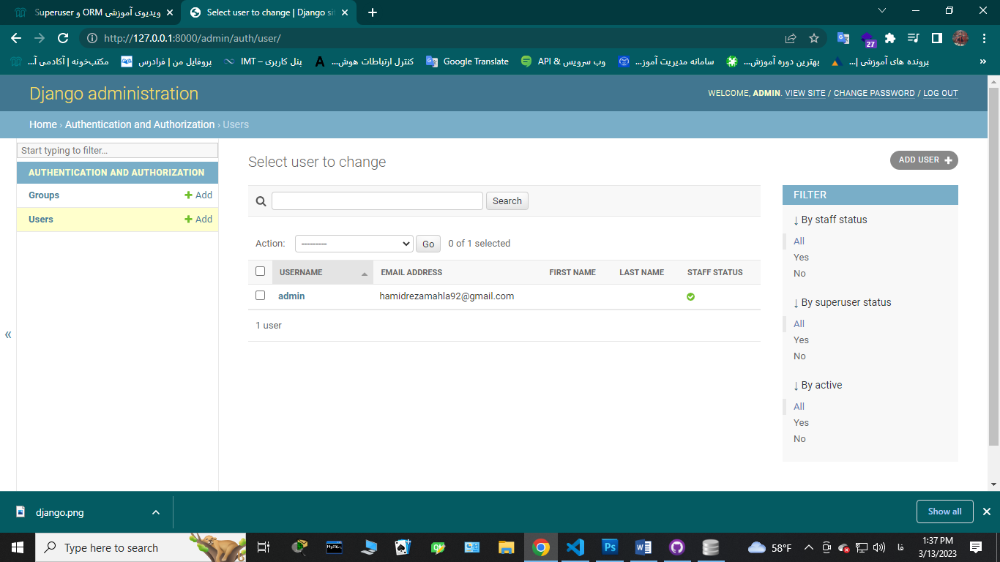 ویدیوی آموزشی ORM و Superuser
Select user to change | Django sit
http://127.0.0.1:8000/admin/auth/user/
27
مکتب‌خونه | آکادمی آ...
پروفایل من | فرادرس
پنل کاربری – IMT
کنترل ارتباطات هوش...
Google Translate
وب سرویس & API
سامانه مدیریت آموز...
بهترین دوره آموزش...
پرونده های آموزشی |...
»
Django administration
WELCOME, ADMIN. VIEW SITE / CHANGE PASSWORD / LOG OUT
Home › Authentication and Authorization › Users
Start typing to filter...
AUTHENTICATION AND AUTHORIZATION
Groups + Add
Users + Add
«
Select user to change
ADD USER +
Search
Action: --------- Go 0 of 1 selected
USERNAME EMAIL ADDRESS FIRST NAME LAST NAME STAFF STATUS
admin hamidrezamahla92@gmail.com
1 user
FILTER
↓ By staff status
All
Yes
No
↓ By superuser status
All
Yes
No
↓ By active
All
Yes
No
django.png
Show all
Type here to search
MySQL
Ps
58°F
فا
1:37 PM
3/13/2023